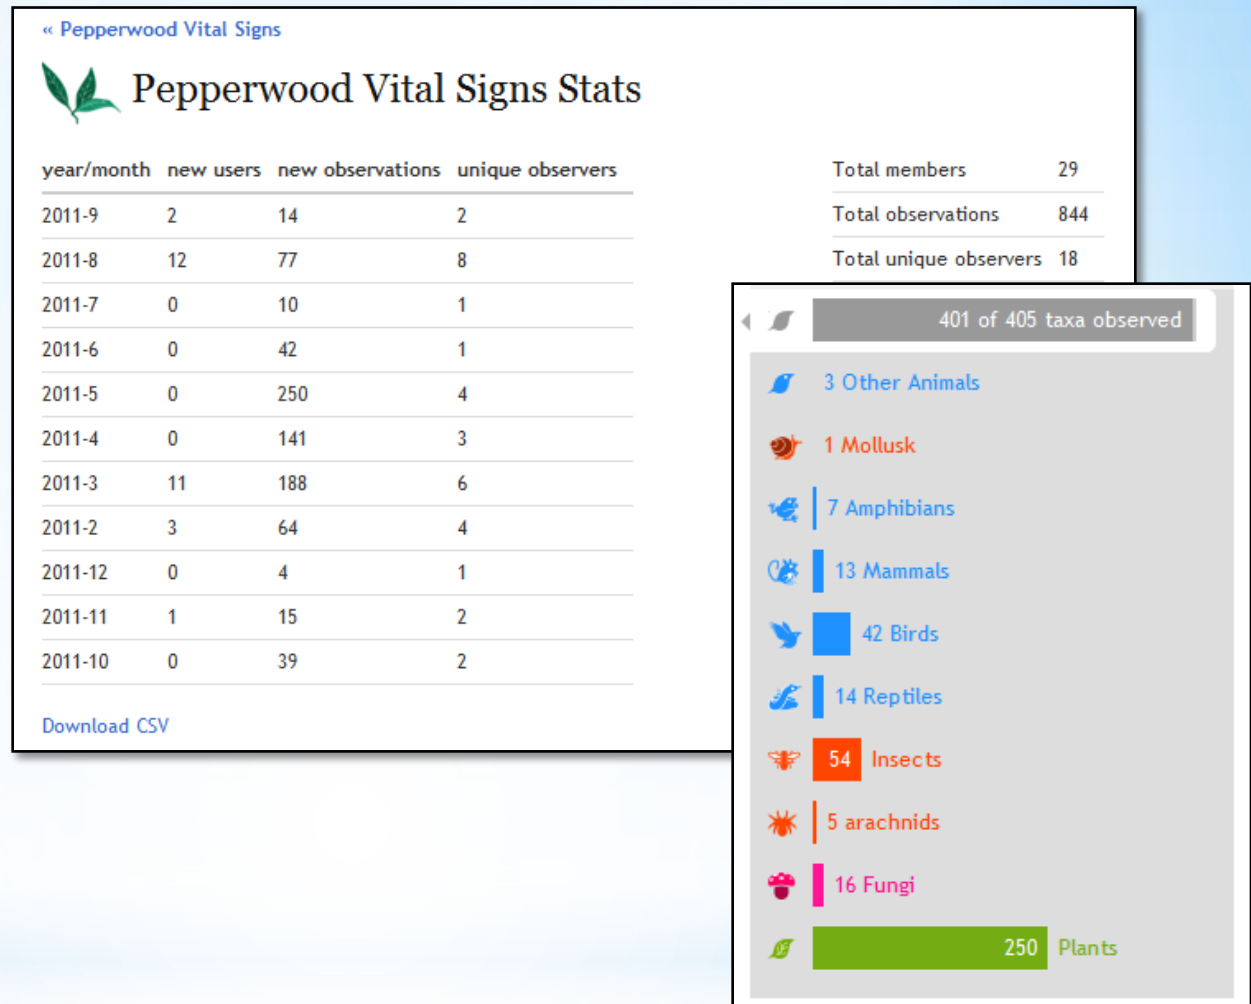 « Pepperwood Vital Signs
Pepperwood Vital Signs Stats
year/month new users new observations unique observers
2011-9 2 14 2
2011-8 12 77 8
2011-7 0 10 1
2011-6 0 42 1
2011-5 0 250 4
2011-4 0 141 3
2011-3 11 188 6
2011-2 3 64 4
2011-12 0 4 1
2011-11 1 15 2
2011-10 0 39 2
Download CSV
Total members 29
Total observations 844
Total unique observers 18
401 of 405 taxa observed
3 Other Animals
1 Mollusk
7 Amphibians
13 Mammals
42 Birds
14 Reptiles
54 Insects
5 arachnids
16 Fungi
250 Plants